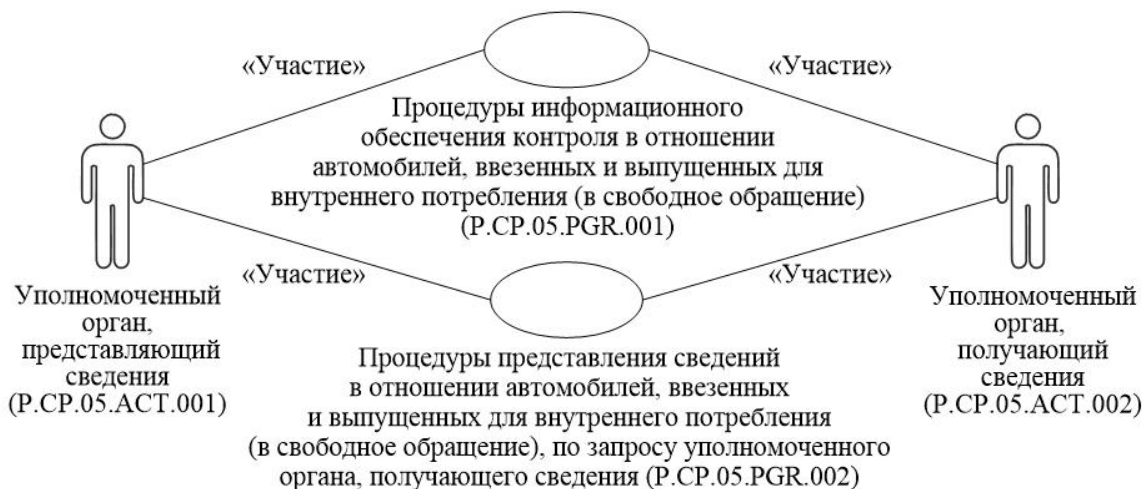 «Участие»
«Участие»
Процедуры информационного
обеспечения контроля в отношении
автомобилей, ввезенных и выпущенных для
внутреннего потребления (в свободное обращение)
(P.CP.05.PGR.001)
«Участие»
«Участие»
Уполномоченный
орган,
представляющий
сведения
(P.CP.05.ACT.001)
Уполномоченный
орган,
получающий
сведения
(P.CP.05.ACT.002)
Процедуры представления сведений
в отношении автомобилей, ввезенных
и выпущенных для внутреннего потребления
(в свободное обращение), по запросу уполномоченного
органа, получающего сведения (P.CP.05.PGR.002)